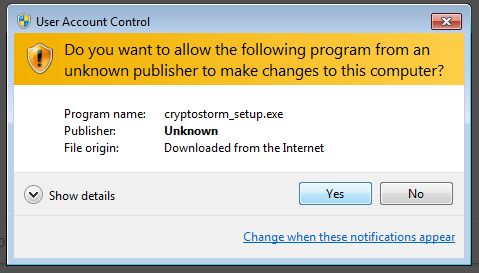 User Account Control
Do you want to allow the following program from an
unknown publisher to make changes to this computer?
Program name: cryptostorm_setup.exe
Publisher: Unknown
File origin: Downloaded from the Internet
Show details
Yes
No
Change when these notifications appear